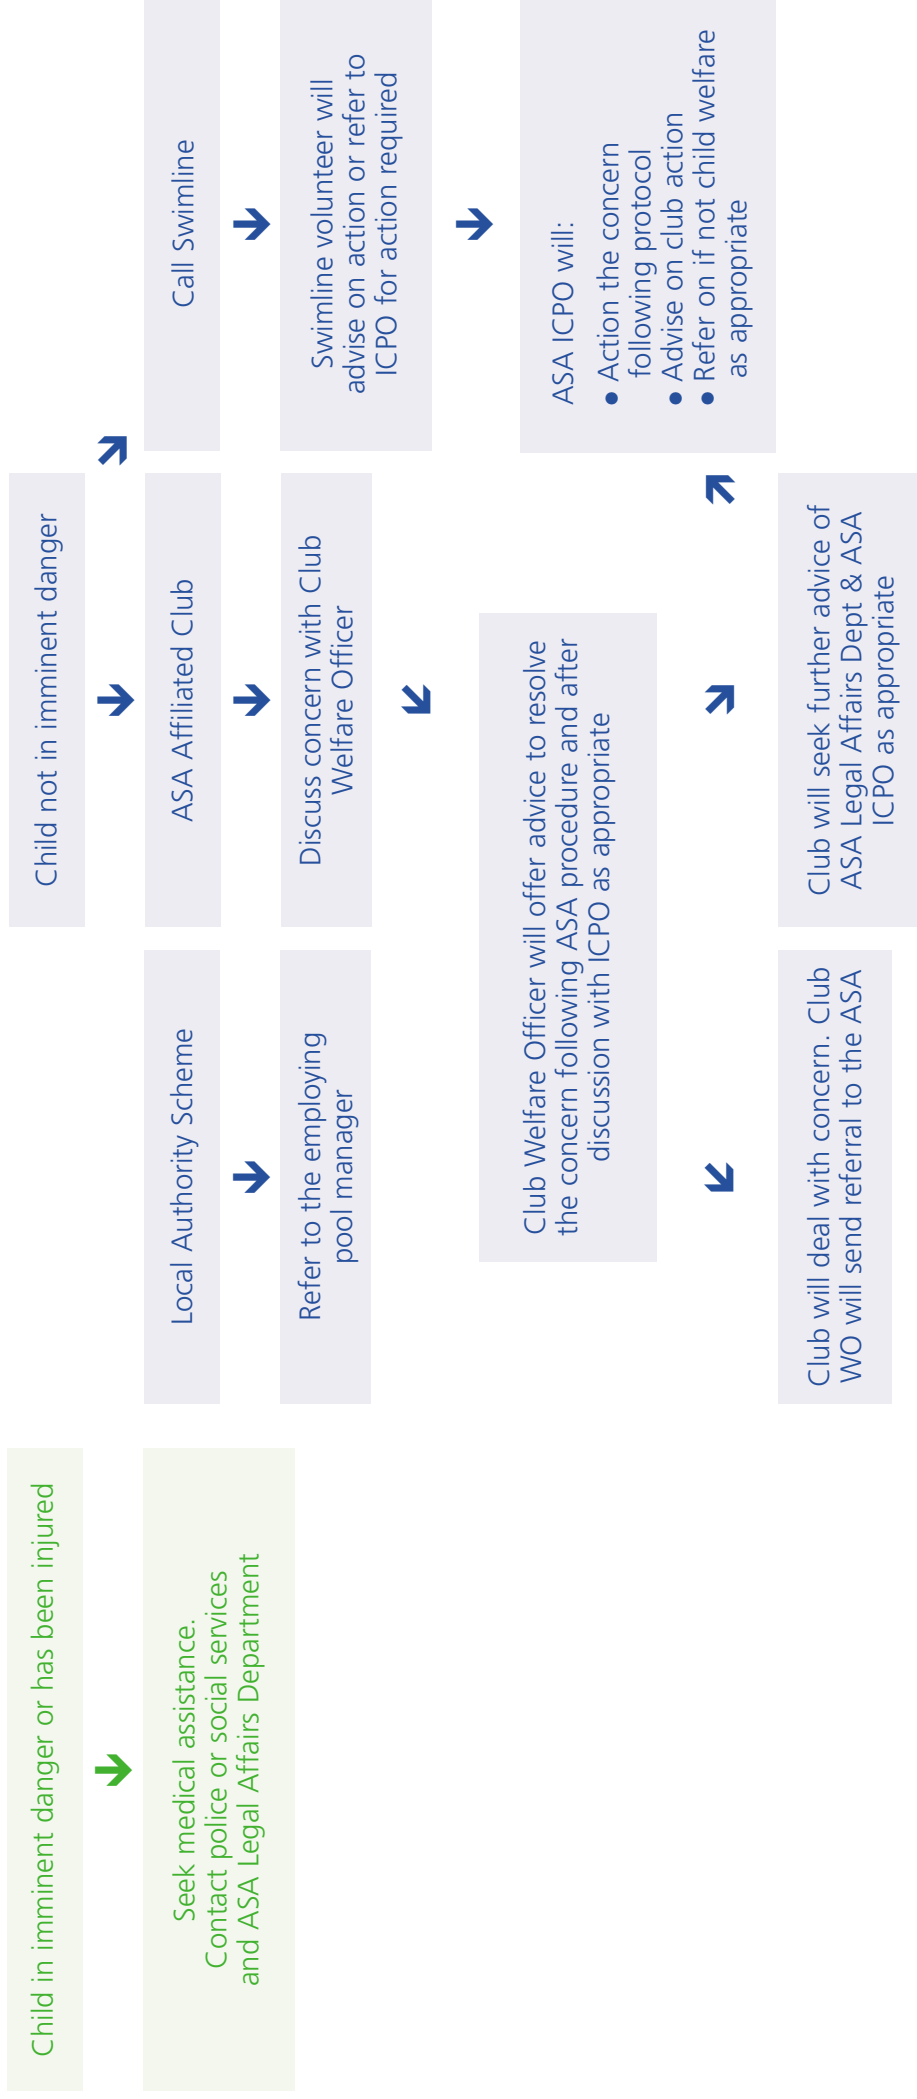 Child in imminent danger or has been injured
Seek medical assistance.
Contact police or social services
and ASA Legal Affairs Department
Child not in imminent danger
Local Authority Scheme
Refer to the employing
pool manager
ASA Affiliated Club
Discuss concern with Club
Welfare Officer
Call Swimline
Swimline volunteer will
advise on action or refer to
ICPO for action required
Club Welfare Officer will offer advice to resolve
the concern following ASA procedure and after
discussion with ICPO as appropriate
ASA ICPO will:
● Action the concern
following protocol
● Advise on club action
● Refer on if not child welfare
as appropriate
Club will deal with concern. Club
WO will send referral to the ASA
Club will seek further advice of
ASA Legal Affairs Dept & ASA
ICPO as appropriate